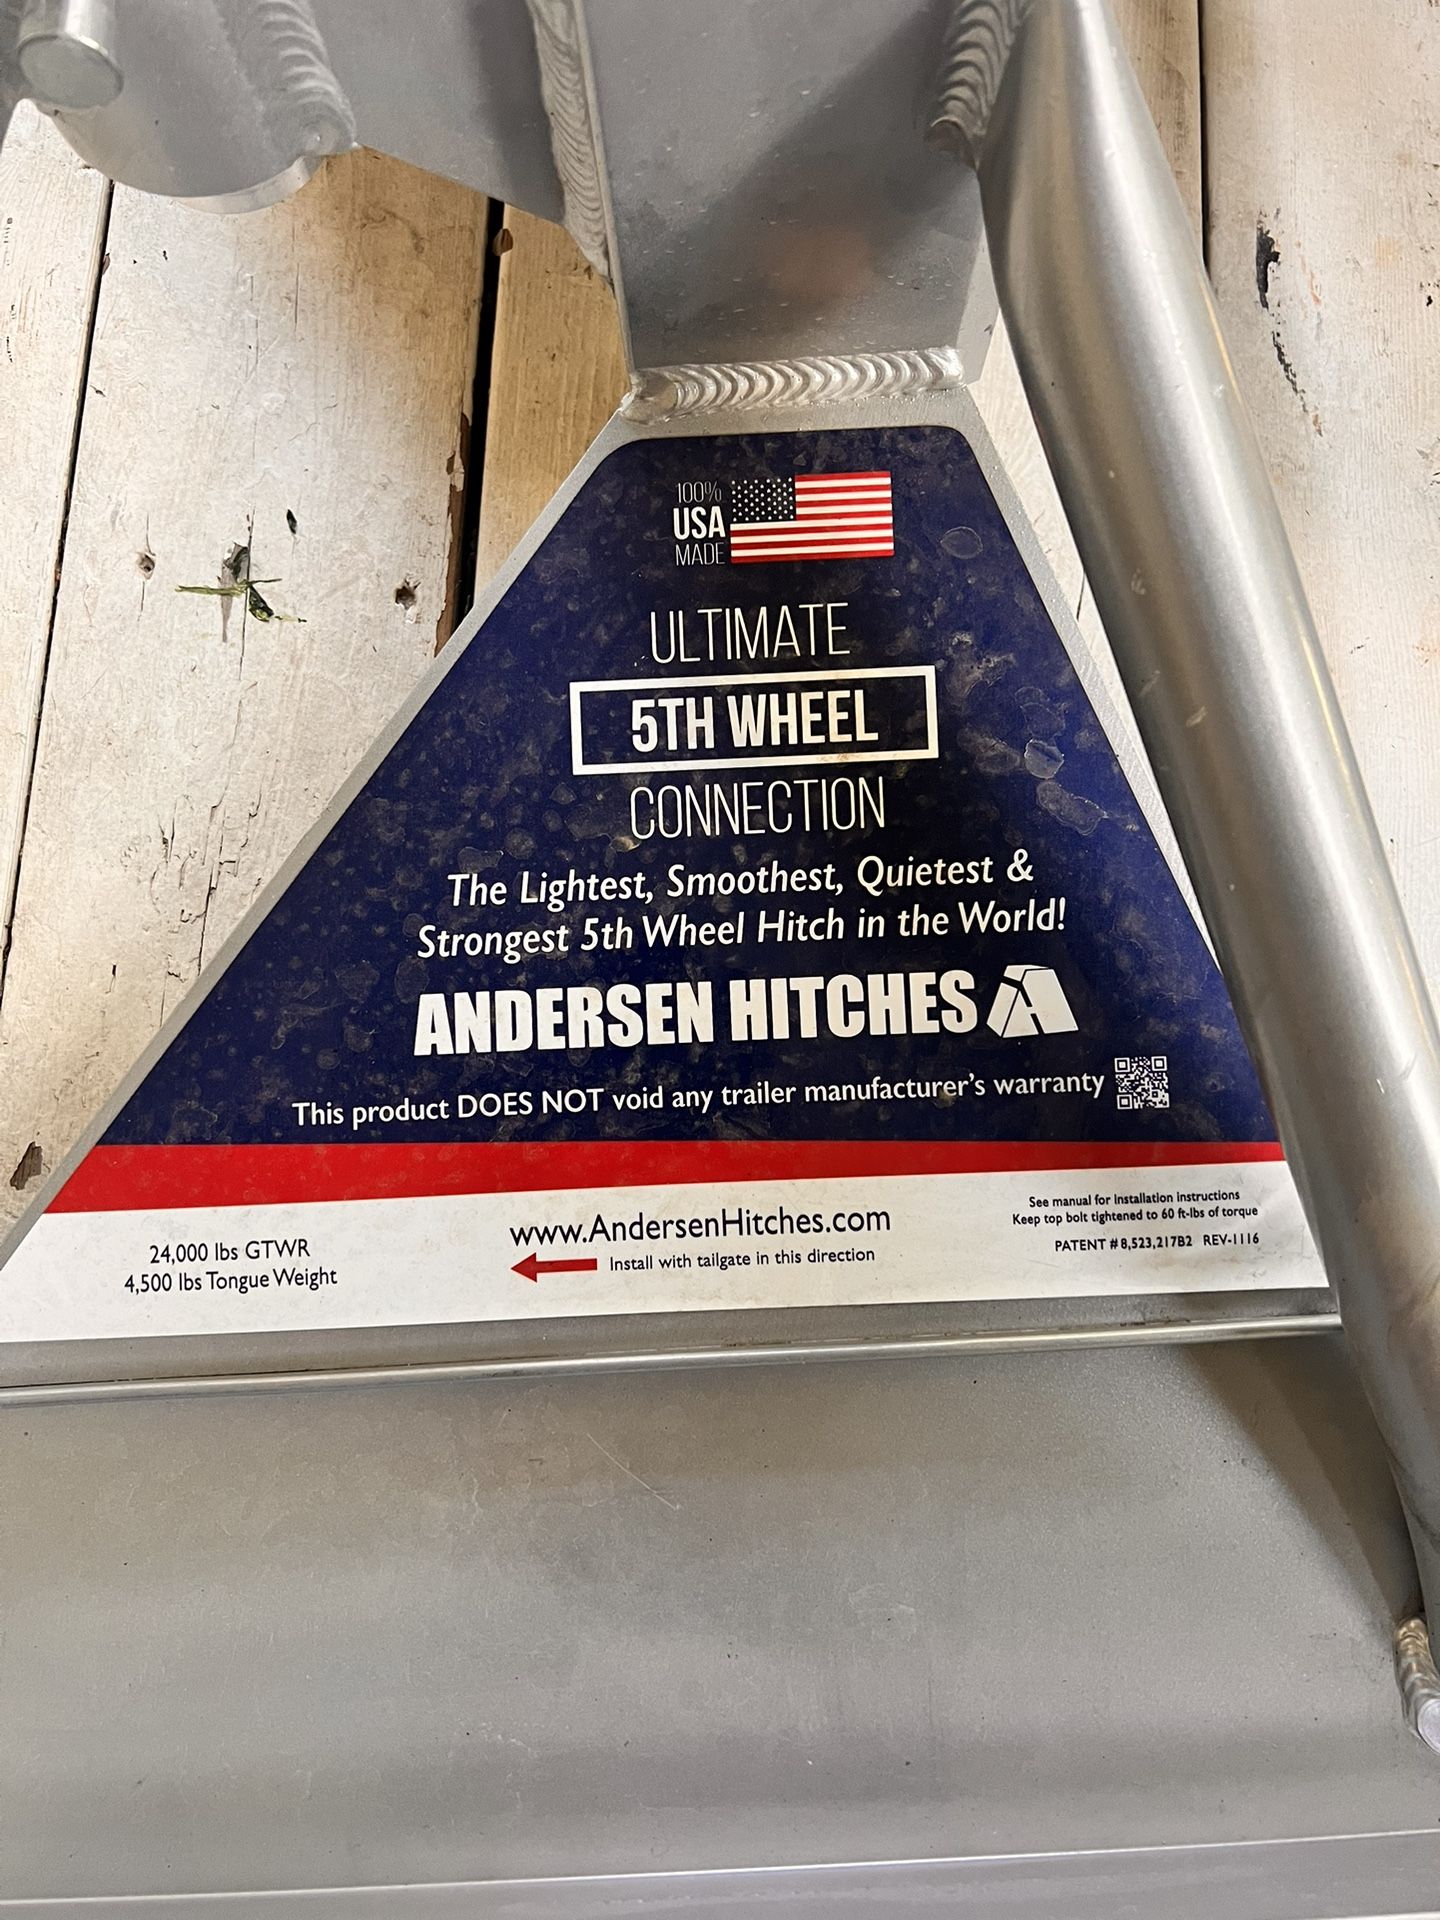 100%
USA
MADE
ULTIMATE
5TH WHEEL
CONNECTION
The Lightest, Smoothest, Quietest &
Strongest 5th Wheel Hitch in the World!
ANDERSEN HITCHES
This product DOES NOT void any trailer manufacturer's warranty
24,000 lbs GTWR
4,500 lbs Tongue Weight
www.AndersenHitches.com
Install with tailgate in this direction
See manual for installation instructions
Keep top bolt tightened to 60 ft-lbs of torque
PATENT # 8,523,217B2 REV-1116